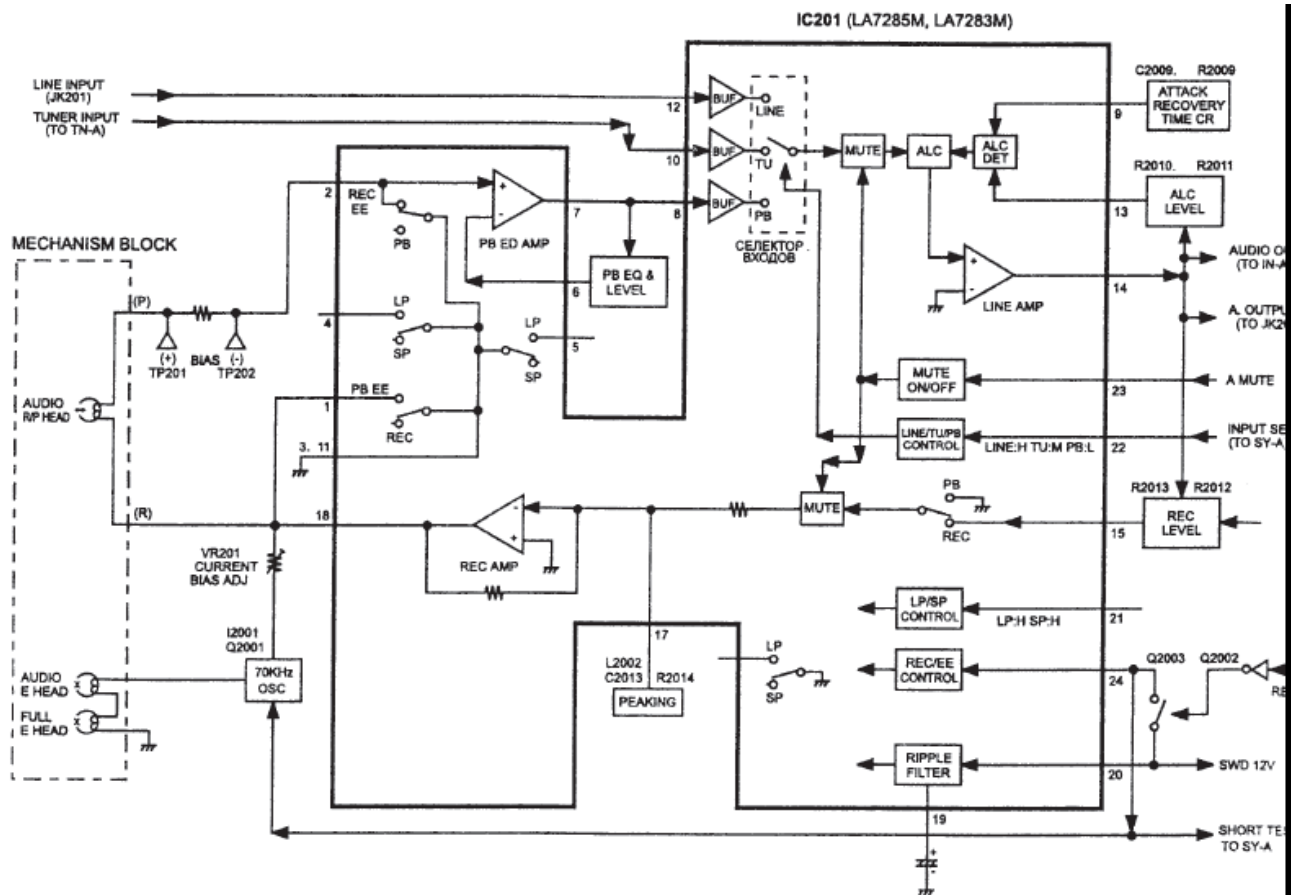 IC201 (LA7285M, LA7283M)
LINE INPUT
(JK201)
TUNER INPUT
(TO TN-A)
12
10
8
BUF
BUF
BUF
LINE
TU
PB
СЕЛЕКТОР
ВХОДОВ
MUTE
ALC
ALC
DET
9
C2009. R2009
ATTACK
RECOVERY
TIME CR
R2010. R2011
13
ALC
LEVEL
LINE AMP
+
-
14
AUDIO
(TO IN-A
A.
2
REC
EE
PB
+
-
PB ED AMP
7
6
PB EQ &
LEVEL
MECHANISM BLOCK
(P)
(+)
TP201
BIAS
(-)
TP202
4
LP
SP
LP
SP
5
AUDIO
R/P HEAD
1
PB EE
REC
3. 11
(R)
18
VR201
CURRENT
BIAS ADJ
REC AMP
-
+
MUTE
ON/OFF
23
A MUTE
LINE/TU/PB
CONTROL
LINE:H TU:M PB:L
22
INPUT
(TO SY-A
MUTE
PB
REC
15
R2013 R2012
REC
LEVEL
LP/SP
CONTROL
LP:H SP:H
21
17
L2002
C2013 R2014
PEAKING
LP
SP
REC/EE
CONTROL
24
Q2003 Q2002
I2001
Q2001
70KHz
OSC
AUDIO
E HEAD
FULL
E HEAD
RIPPLE
FILTER
20
SWD 12V
19
+
-
SHORT
TO SY-A